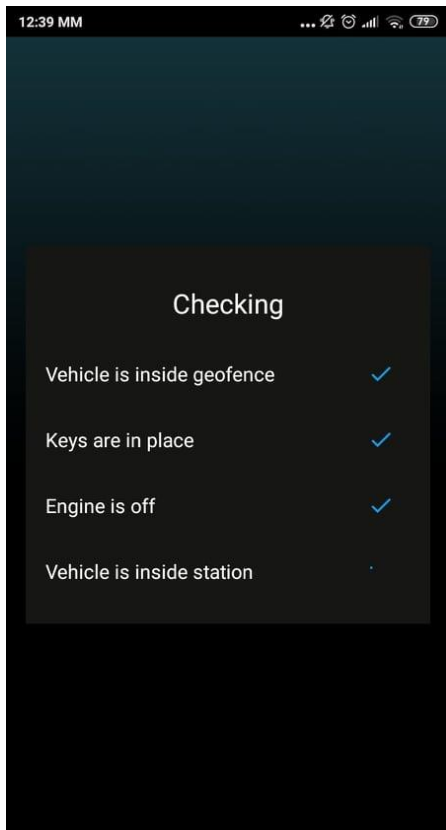 12:39 MM
79
Checking
Vehicle is inside geofence
Keys are in place
Engine is off
Vehicle is inside station